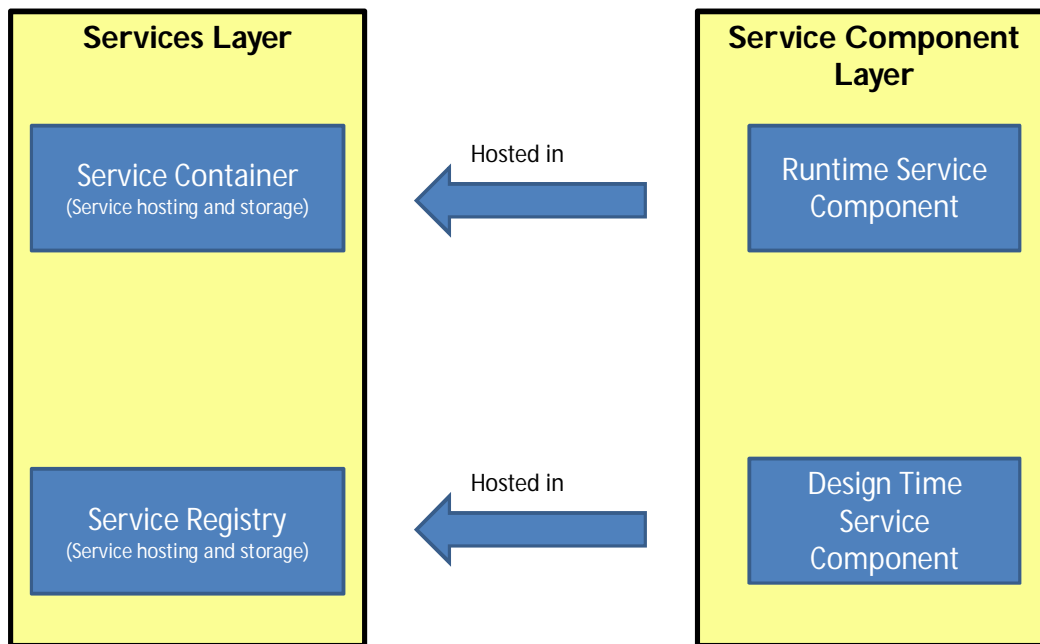 Services Layer
Service Container
(Service hosting and storage)
Service Registry
(Service hosting and storage)
Hosted in
Hosted in
Service Component
Layer
Runtime Service
Component
Design Time
Service
Component